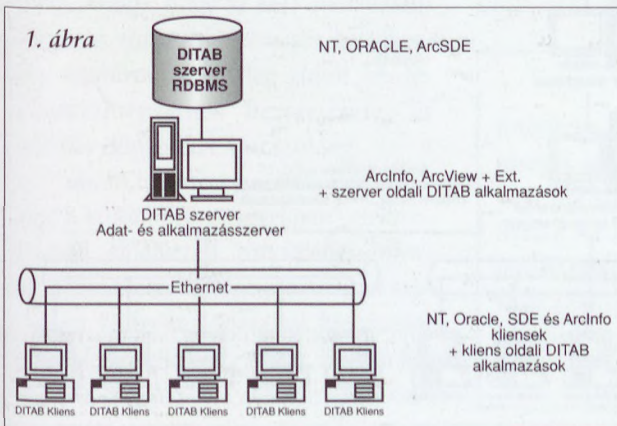 1. ábra
DITAB
szerver
RDBMS
NT, ORACLE, ArcSDE
ArcInfo, ArcView + Ext.
+ szerver oldali DITAB alkalmazások
DITAB szerver
Adat- és alkalmazásszerver
Ethernet
NT, Oracle, SDE és ArcInfo
kliensek
+ kliens oldali DITAB
alkalmazások
DITAB Kliens
DITAB Kliens
DITAB Kliens
DITAB Kliens
DITAB Kliens